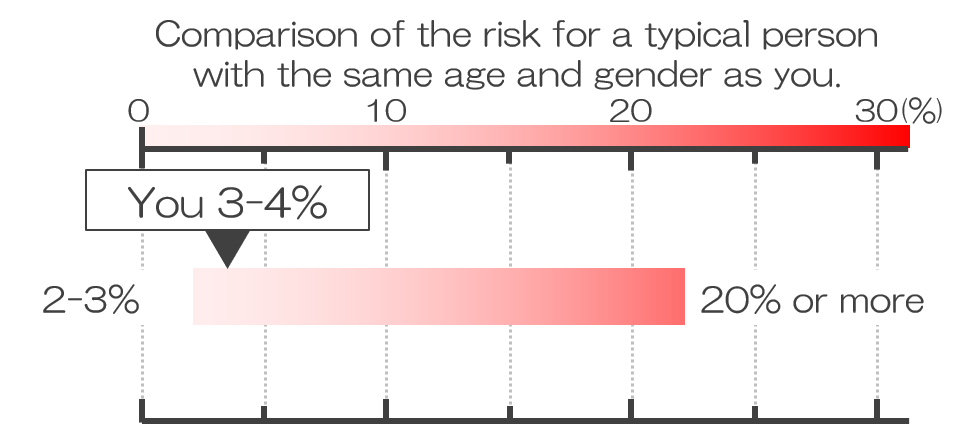 Comparison of the risk for a typical person
with the same age and gender as you.
0 10 20 30(%)
You 3-4%
2-3% 20% or more